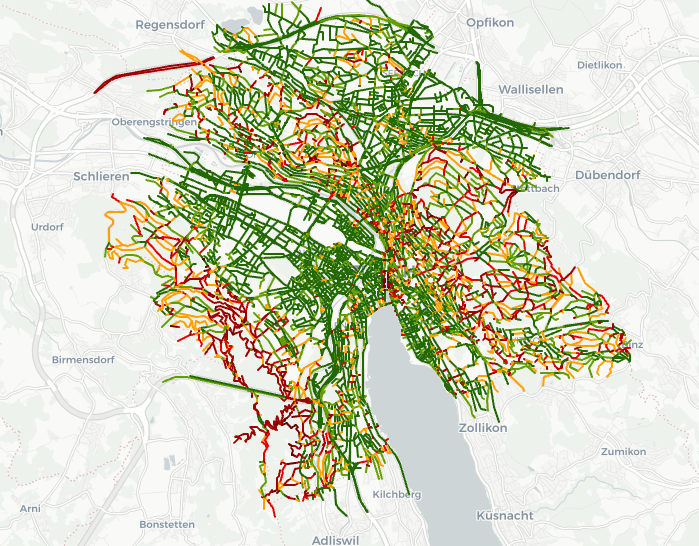 Regensdorf
Opfikon
Dietlikon
Wallisellen
Oberengstringen
Schlieren
Dübendorf
Urdorf
Birmensdorf
Zollikon
Zumikon
Kilchberg
Arni
Bonstetten
Küsnacht
Adliswil